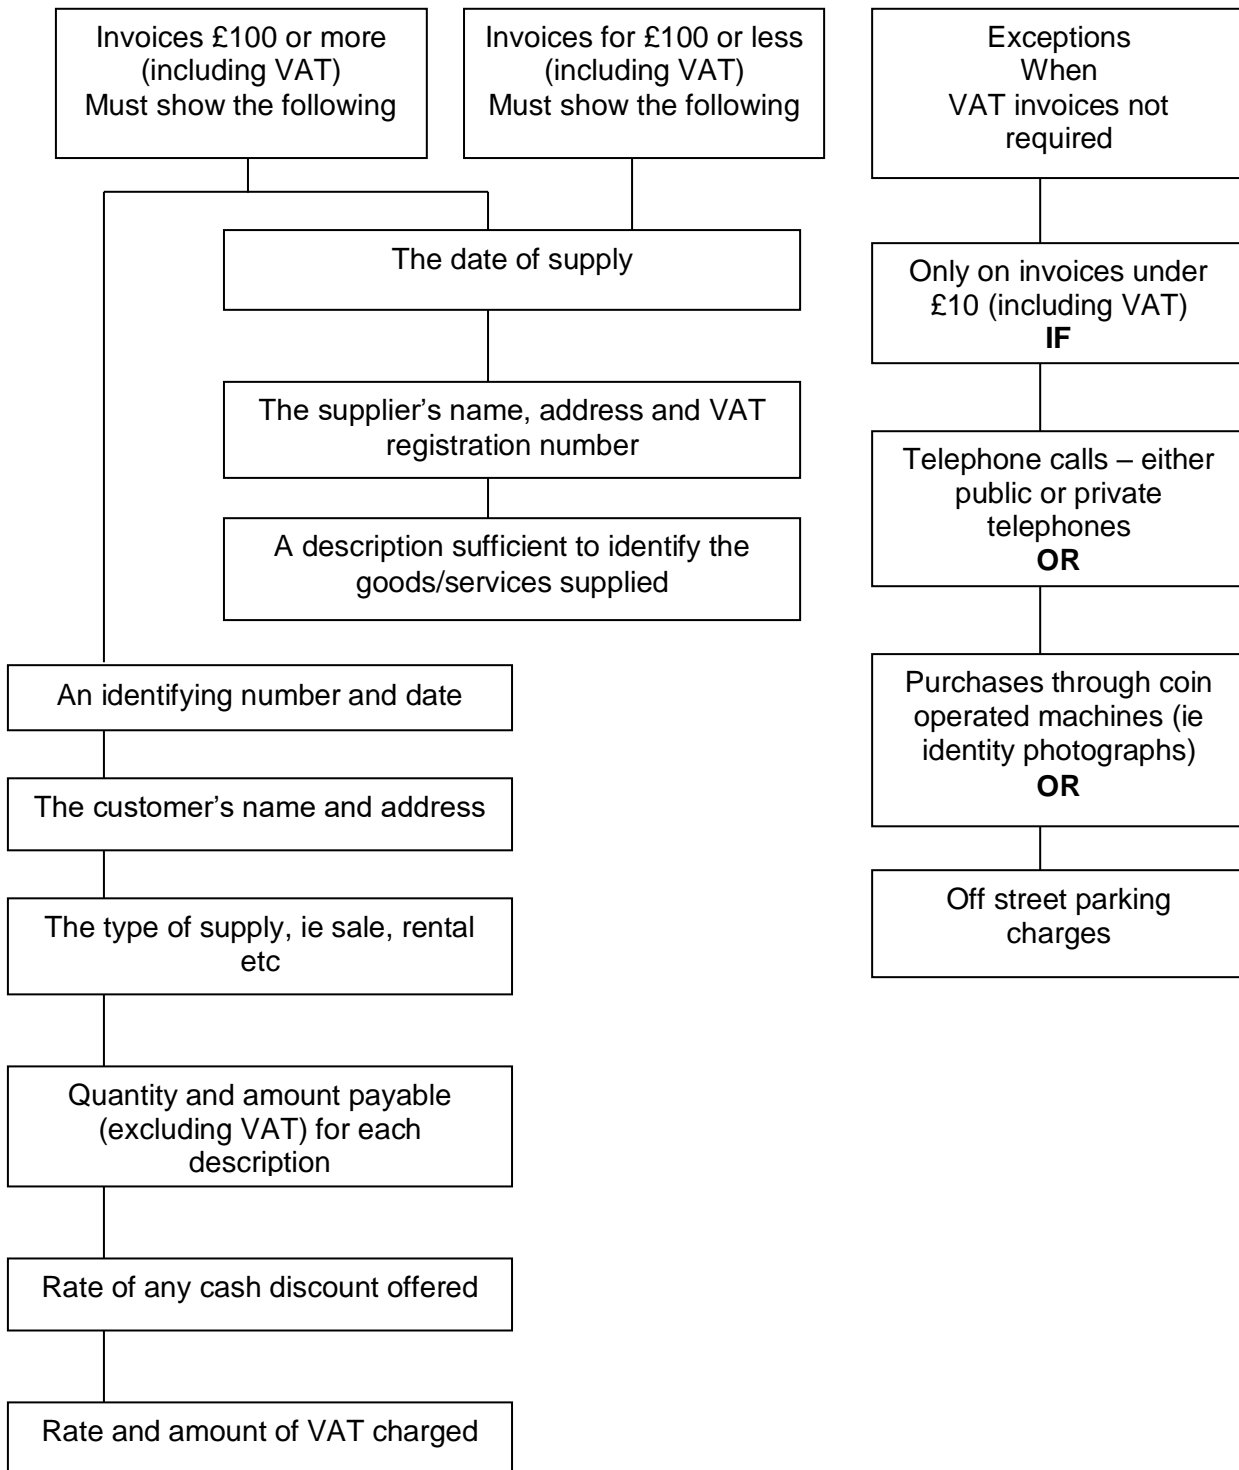 Invoices £100 or more
(including VAT)
Must show the following
Invoices for £100 or less
(including VAT)
Must show the following
Exceptions
When
VAT invoices not
required
The date of supply
Only on invoices under
£10 (including VAT)
IF
The supplier’s name, address and VAT
registration number
Telephone calls – either
public or private
telephones
OR
A description sufficient to identify the
goods/services supplied
An identifying number and date
Purchases through coin
operated machines (ie
identity photographs)
OR
The customer’s name and address
The type of supply, ie sale, rental
etc
Off street parking
charges
Quantity and amount payable
(excluding VAT) for each
description
Rate of any cash discount offered
Rate and amount of VAT charged